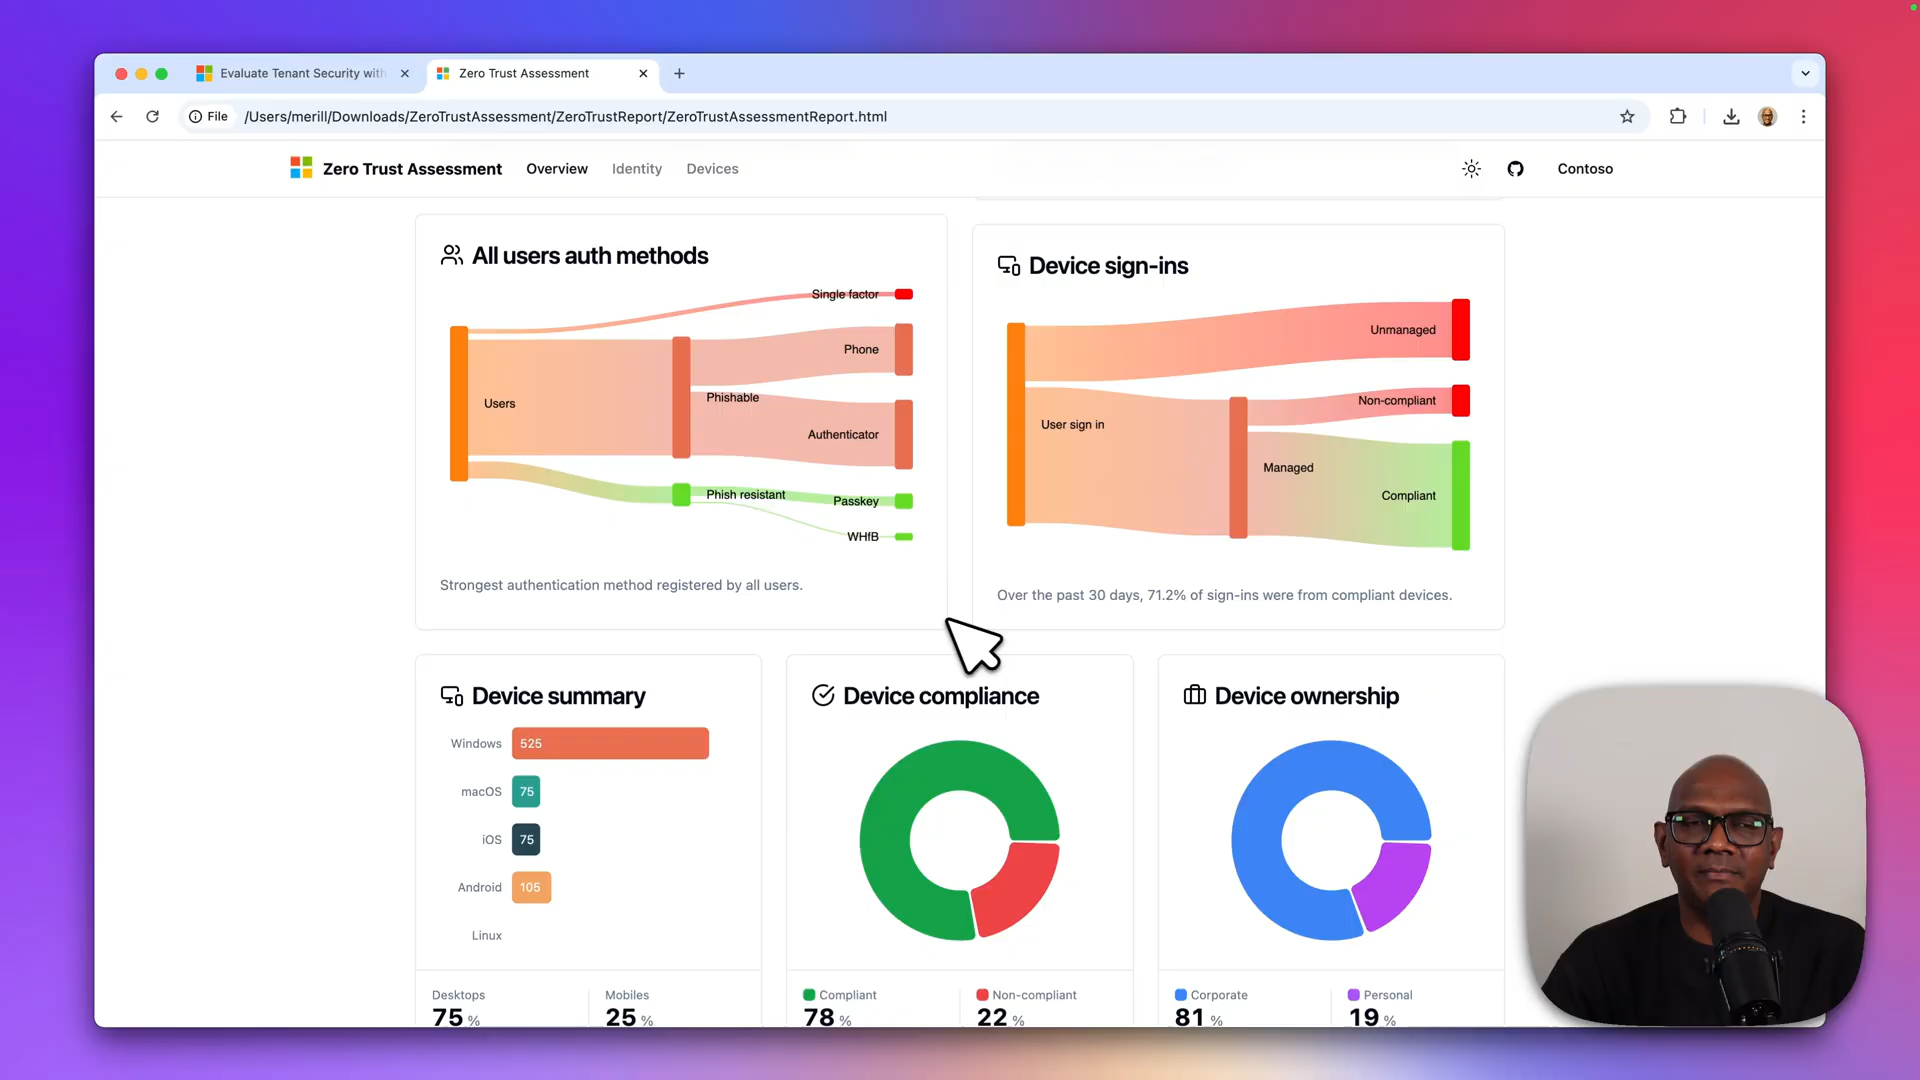 Evaluate Tenant Security with
Zero Trust Assessment
File
/Users/merill/Downloads/ZeroTrustAssessment/ZeroTrustReport/ZeroTrustAssessmentReport.html
Zero Trust Assessment
Overview
Identity
Devices
Contoso
All users auth methods
Single factor
Phone
Users
Phishable
Authenticator
Phish resistant
Passkey
WHfB
Strongest authentication method registered by all users.
Device sign-ins
Unmanaged
Non-compliant
User sign in
Managed
Compliant
Over the past 30 days, 71.2% of sign-ins were from compliant devices.
Device summary
Windows 525
macOS 75
iOS 75
Android 105
Linux
Desktops
75 %
Mobiles
25 %
Device compliance
Compliant
78 %
Non-compliant
22 %
Device ownership
Corporate
81 %
Personal
19 %